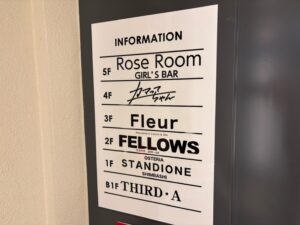 INFORMATION
5F Rose Room
GIRL'S BAR
4F
3F Fleur
2F FELLOWS
1F OSTERIA
STANDIONE
SHIMBASHI
B1F THIRD・A